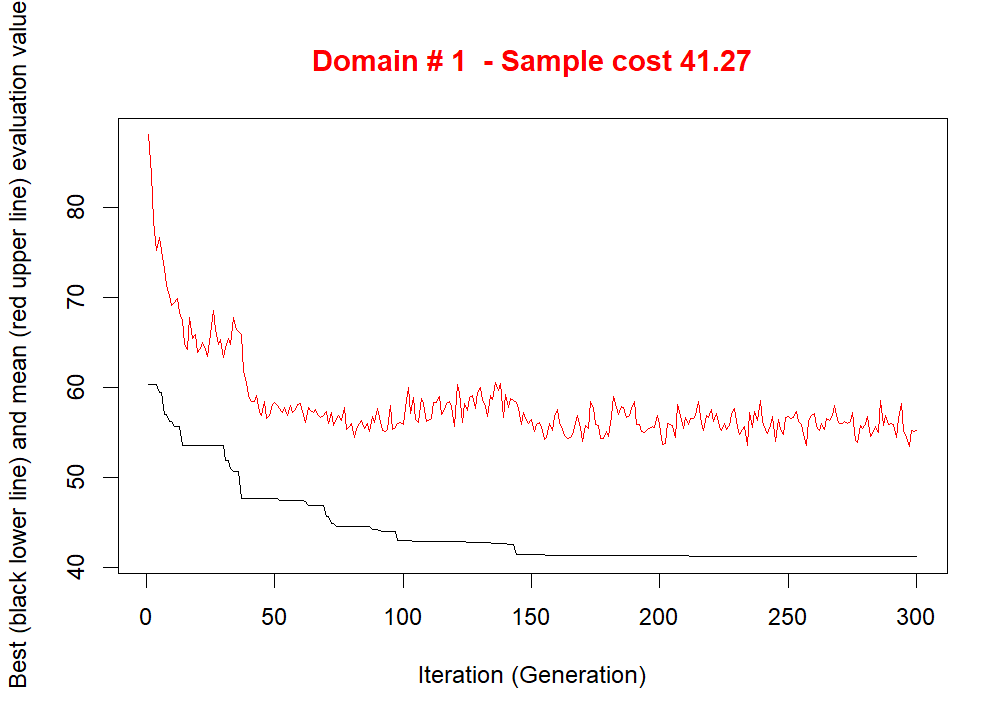 Domain # 1  - Sample cost 41.27
Best (black lower line) and mean (red upper line) evaluation value
80
70
60
50
40
0 50 100 150 200 250 300
Iteration (Generation)